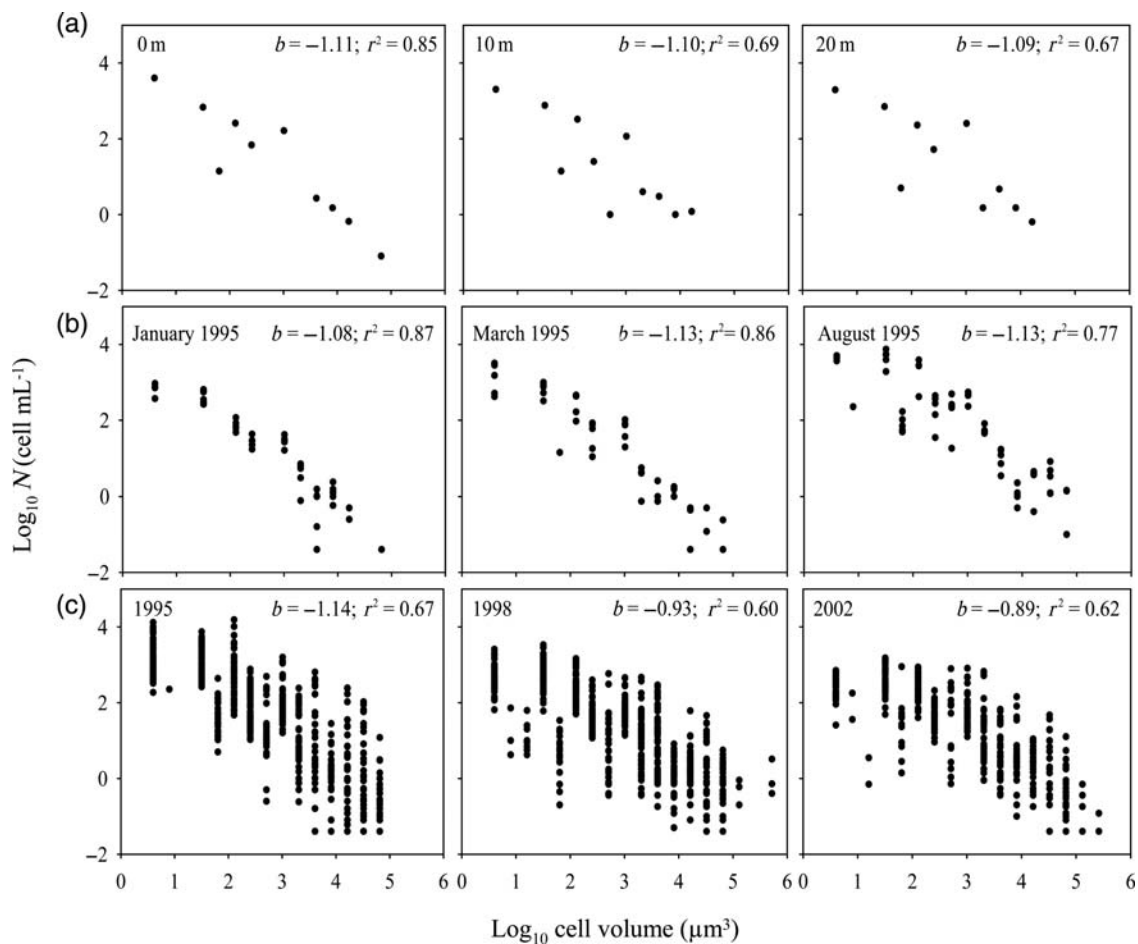 (a)
0 m
b = −1.11; r² = 0.85
10 m
b = −1.10; r² = 0.69
20 m
b = −1.09; r² = 0.67
4
2
0
−2
(b)
January 1995
b = −1.08; r² = 0.87
March 1995
b = −1.13; r² = 0.86
August 1995
b = −1.13; r² = 0.77
4
2
0
−2
Log₁₀ N (cell mL⁻¹)
(c)
1995
b = −1.14; r² = 0.67
1998
b = −0.93; r² = 0.60
2002
b = −0.89; r² = 0.62
4
2
0
−2
0 1 2 3 4 5 6 0 1 2 3 4 5 6 0 1 2 3 4 5 6
Log₁₀ cell volume (µm³)